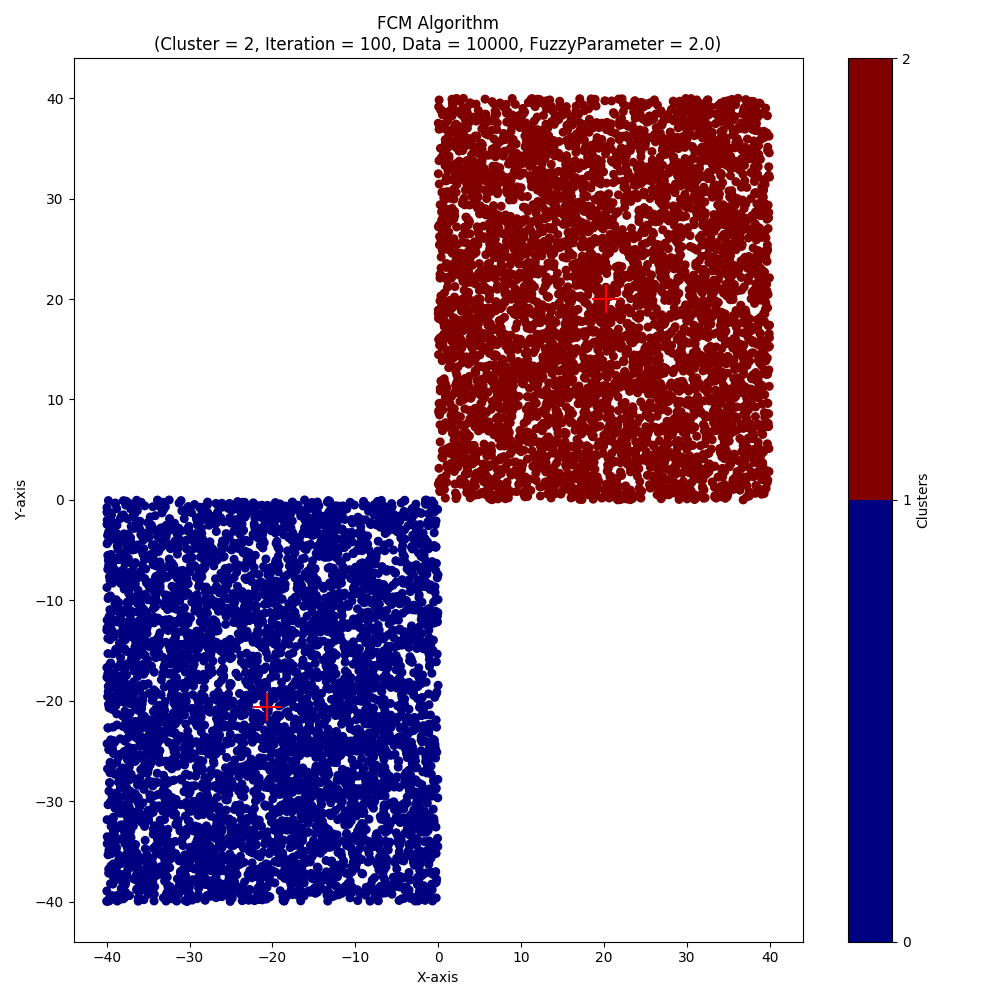 FCM Algorithm
(Cluster = 2, Iteration = 100, Data = 10000, FuzzyParameter = 2.0)
40
30
20
10
0
−10
−20
−30
−40
Y-axis
−40 −30 −20 −10 0 10 20 30 40
X-axis
2
1
0
Clusters